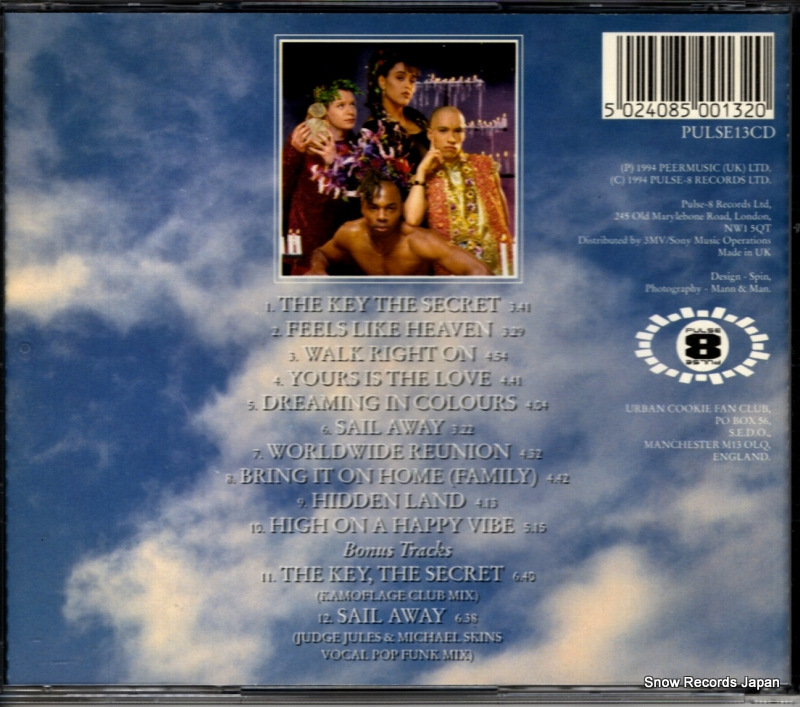 5 024085 001320
PULSE13CD
(P) 1994 PEERMUSIC (UK) LTD.
(C) 1994 PULSE-8 RECORDS LTD.
Pulse-8 Records Ltd,
245 Old Marylebone Road, London,
NW1 5QT
Distributed by 3MV/Sony Music Operations
Made in UK
Design - Spin,
Photography - Mann & Man.
PULSE
8
PULSE
URBAN COOKIE FAN CLUB,
PO BOX 56,
S.E.D.O.,
MANCHESTER M13 OLQ,
ENGLAND.
1. THE KEY THE SECRET 3.41
2. FEELS LIKE HEAVEN 3.29
3. WALK RIGHT ON 4.54
4. YOURS IS THE LOVE 4.41
5. DREAMING IN COLOURS 4.04
6. SAIL AWAY 3.22
7. WORLDWIDE REUNION 4.52
8. BRING IT ON HOME (FAMILY) 4.42
9. HIDDEN LAND 4.13
10. HIGH ON A HAPPY VIBE 5.15
Bonus Tracks
11. THE KEY, THE SECRET 6.40
(KAMOFLAGE CLUB MIX)
12. SAIL AWAY 6.38
(JUDGE JULES & MICHAEL SKINS
VOCAL POP FUNK MIX)
Snow Records Japan